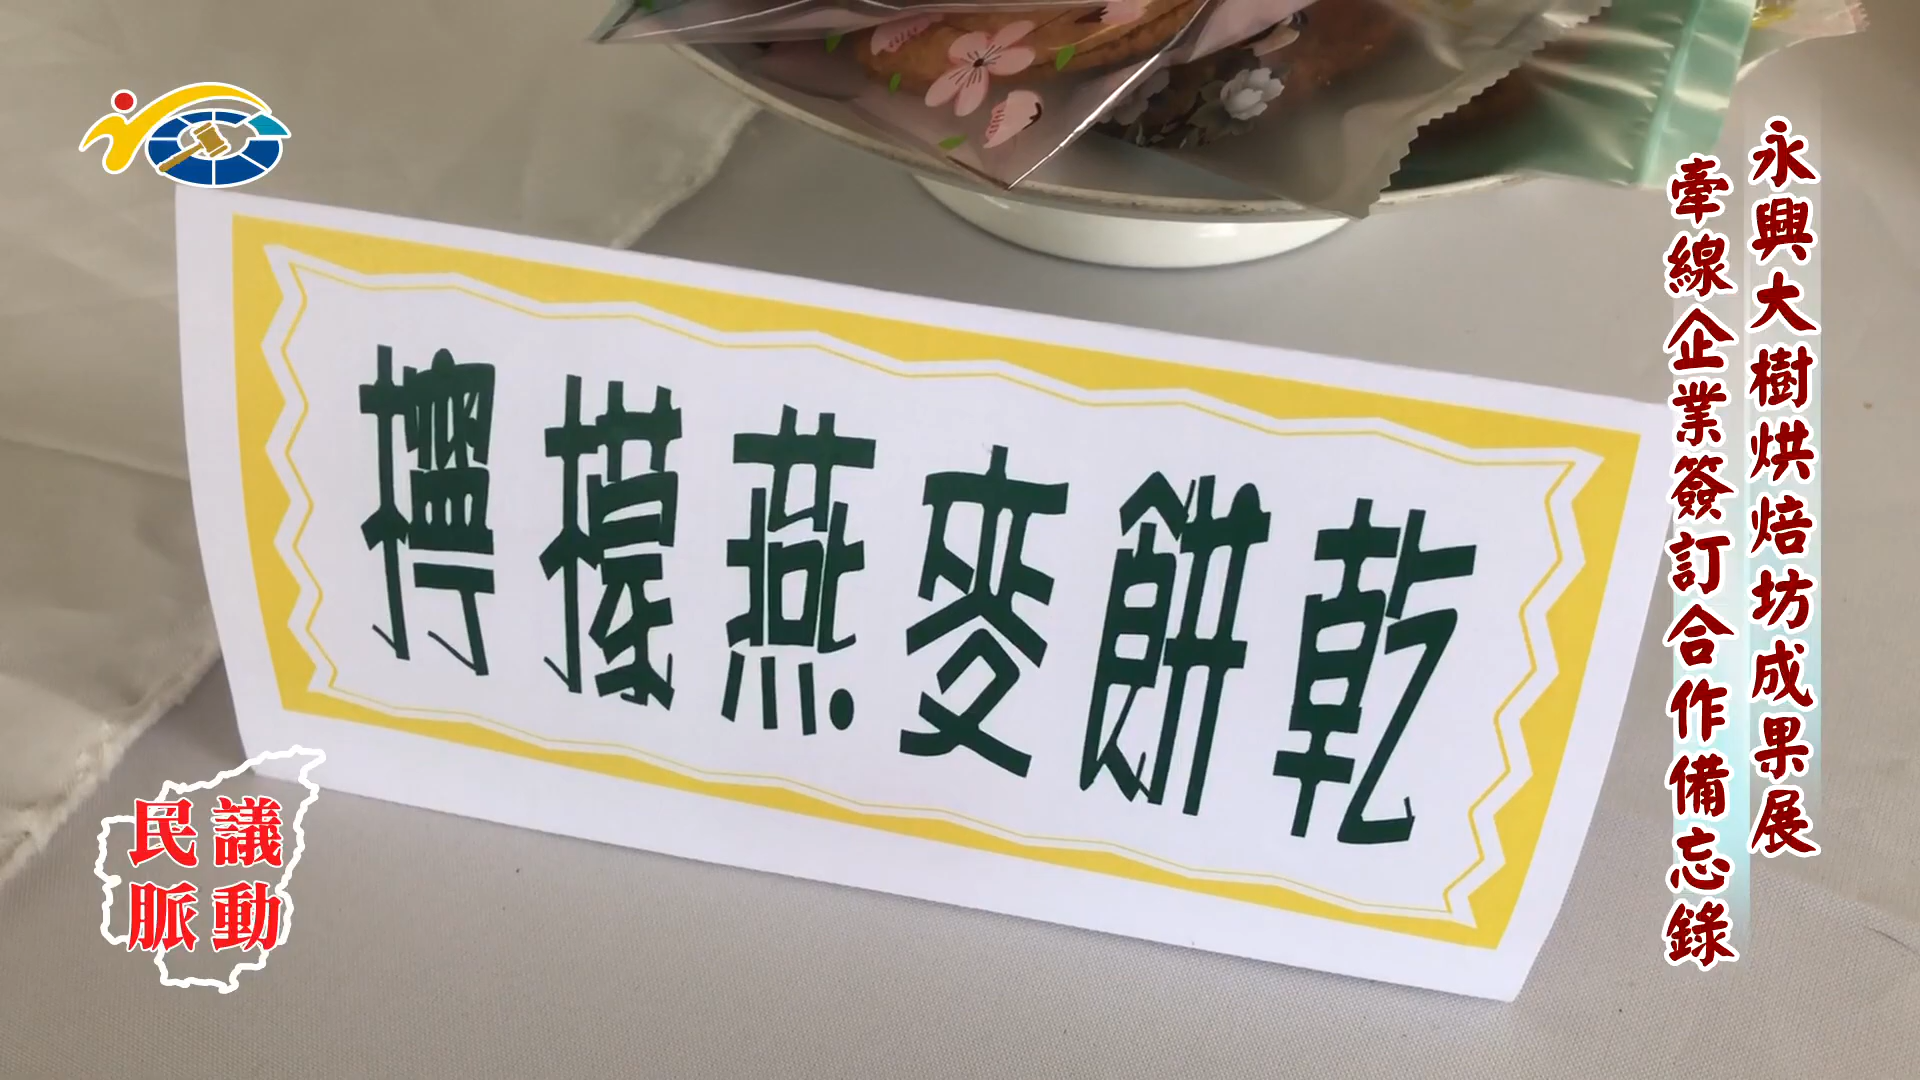 永興大樹烘焙坊成果展
牽線企業簽訂合作備忘錄
檸檬燕麥餅乾
民議
脈動